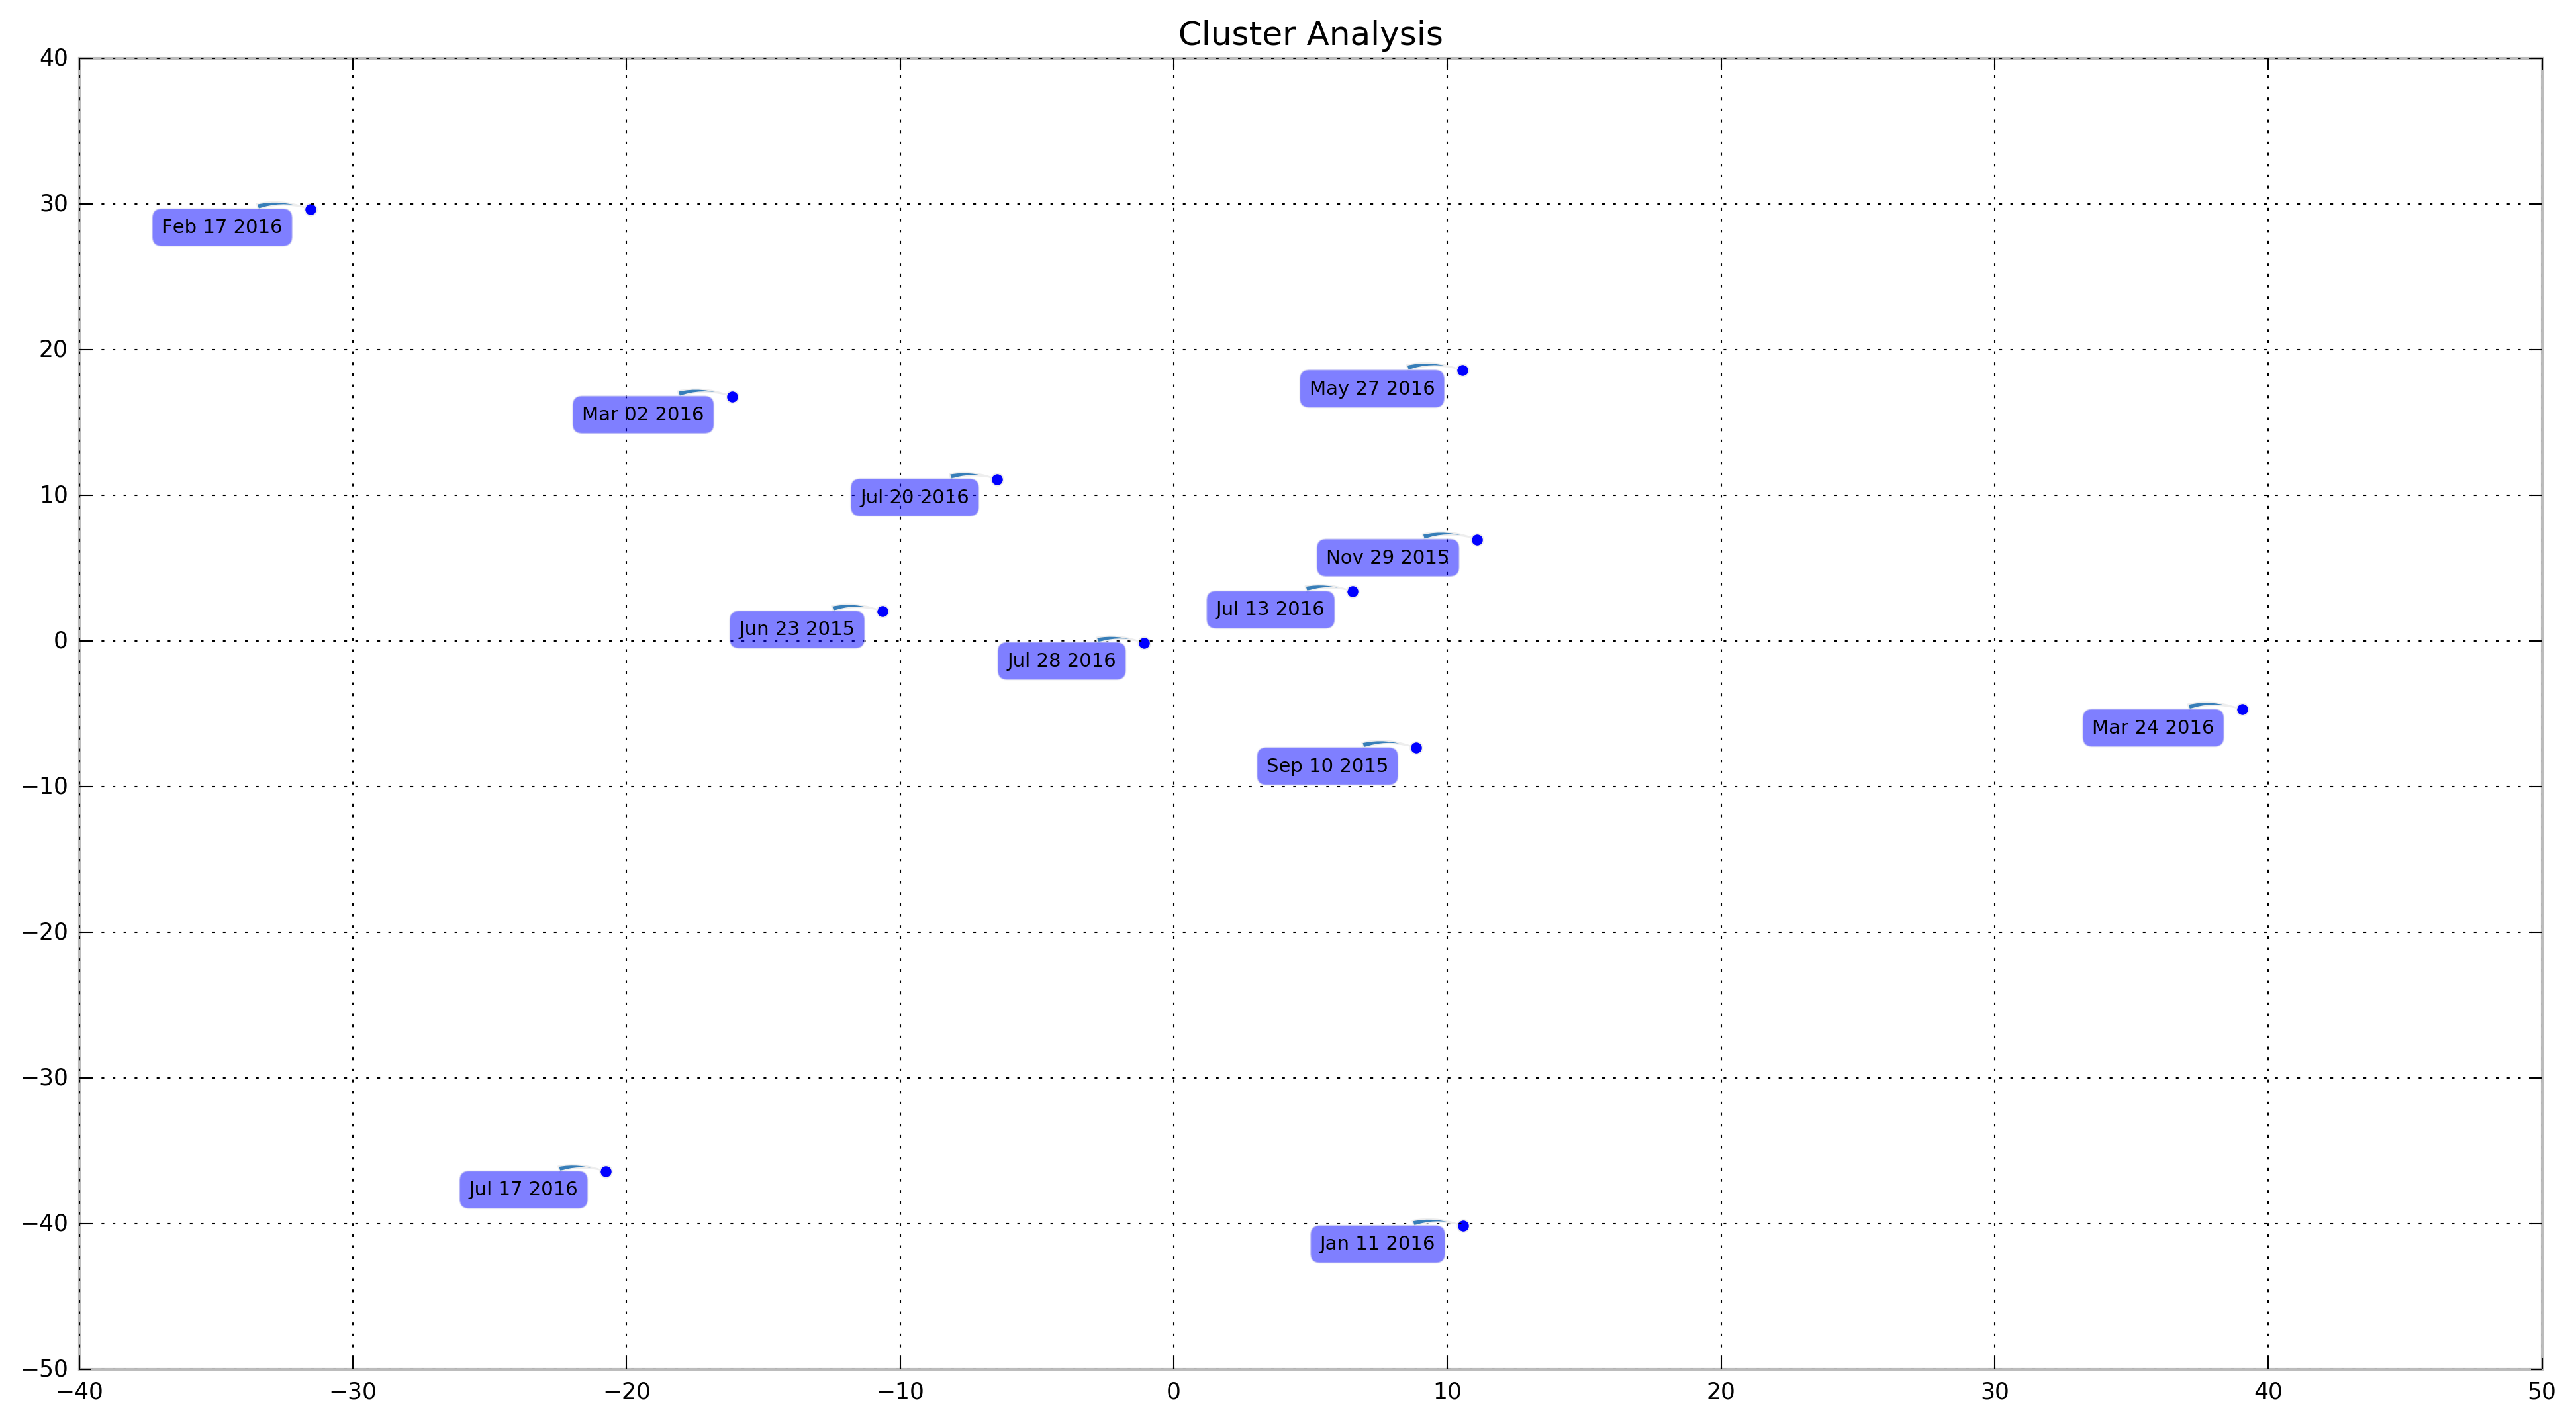 Cluster Analysis
40
30
20
10
0
−10
−20
−30
−40
−50
Feb 17 2016
May 27 2016
Mar 02 2016
Jul 20 2016
Nov 29 2015
Jul 13 2016
Jun 23 2015
Jul 28 2016
Mar 24 2016
Sep 10 2015
Jul 17 2016
Jan 11 2016
−40 −30 −20 −10 0 10 20 30 40 50